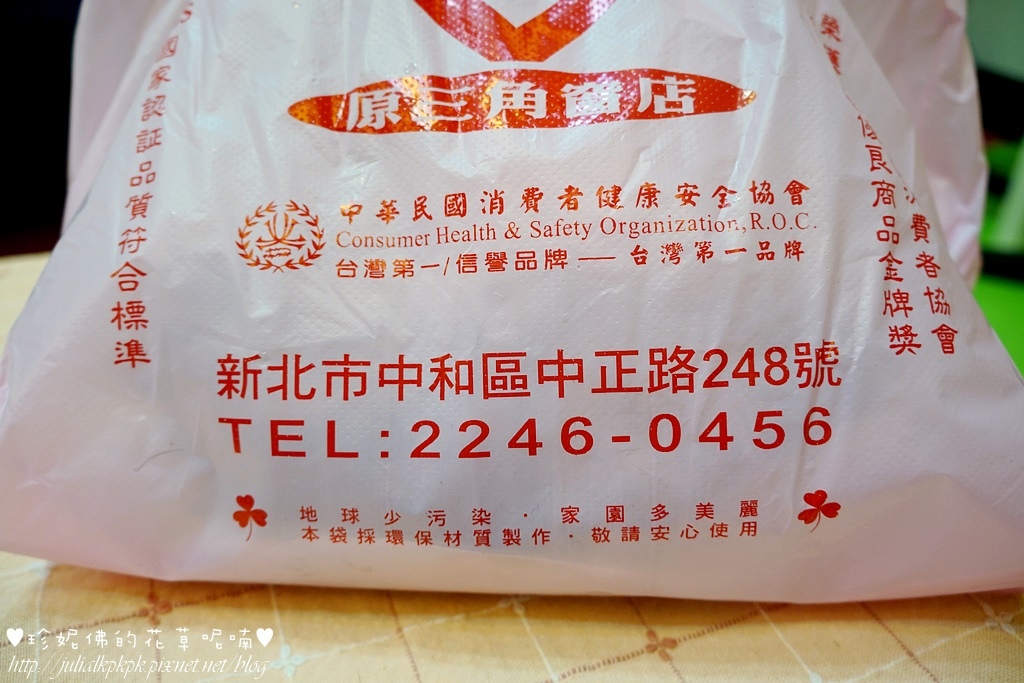 原三角窗店
中華民國消費者健康安全協會
Consumer Health & Safety Organization, R.O.C.
台灣第一/信譽品牌——台灣第一品牌
新北市中和區中正路248號
TEL:2246-0456
地球少污染·家園多美麗
本袋採環保材質製作·敬請安心使用
國家認証品質符合標準
榮獲
消費者協會
優良商品金牌獎
♥珍妮佛的花草呢喃♥
http://julialkpkpk.pixnet.net/blog